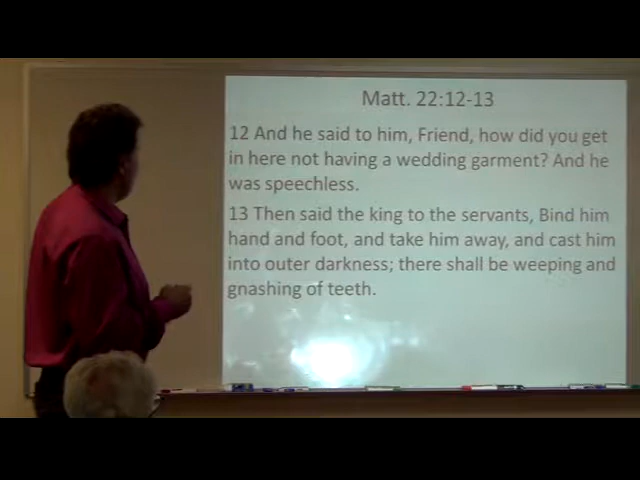 Matt. 22:12-13
12 And he said to him, Friend, how did you get
in here not having a wedding garment? And he
was speechless.
13 Then said the king to the servants, Bind him
hand and foot, and take him away, and cast him
into outer darkness; there shall be weeping and
gnashing of teeth.